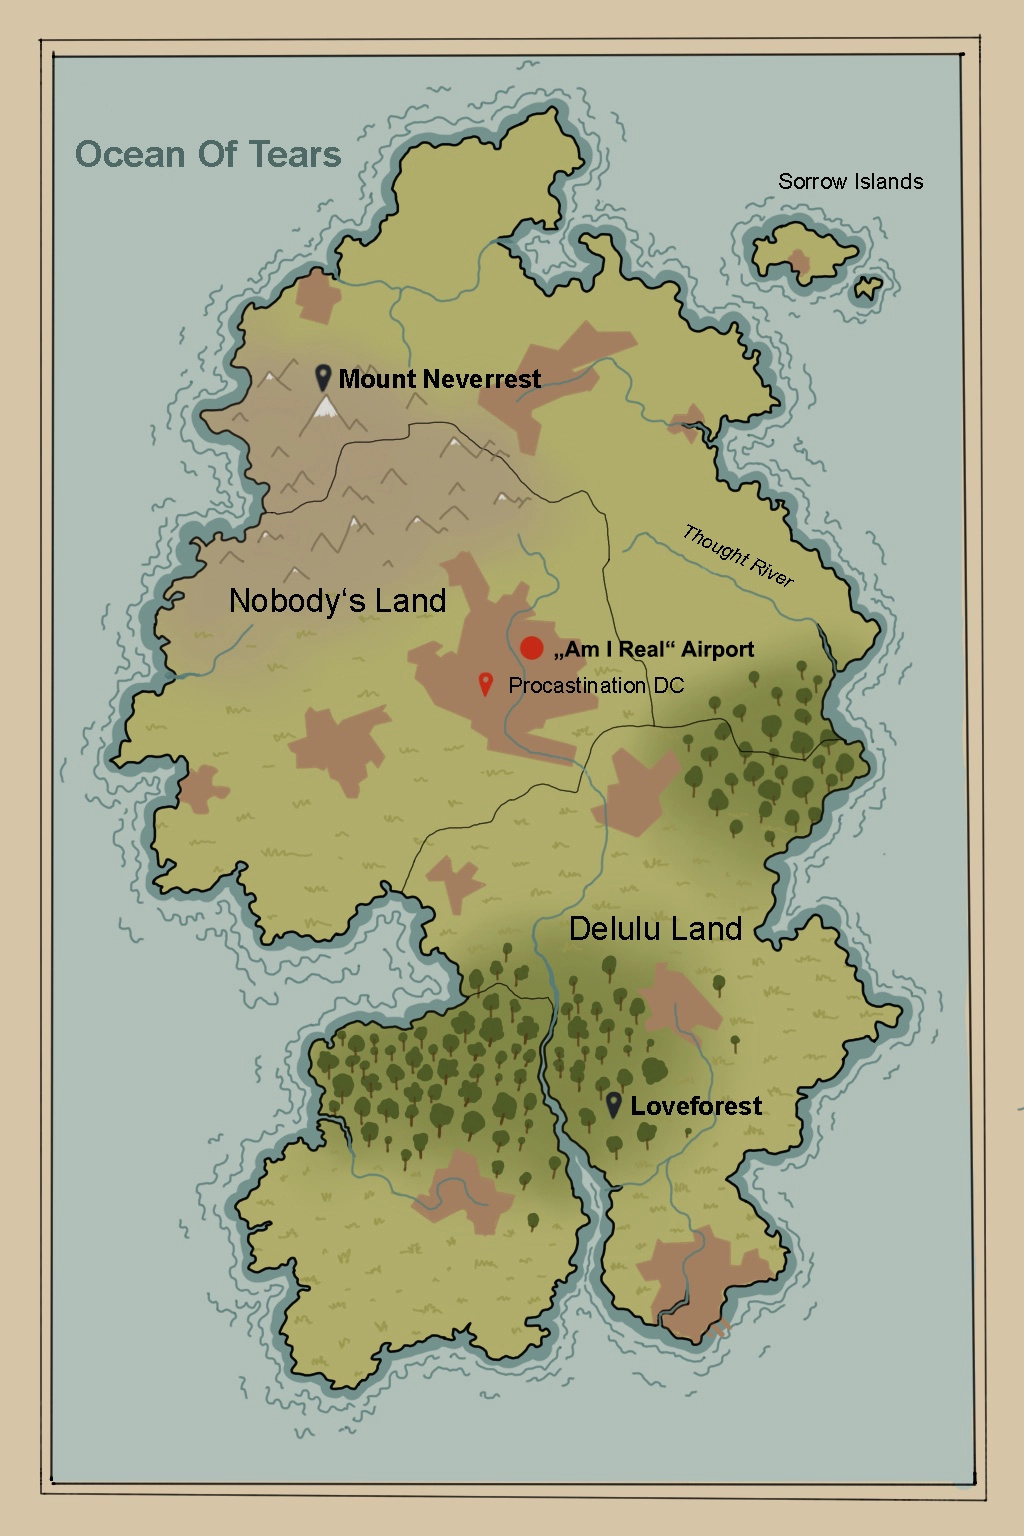 Ocean Of Tears
Sorrow Islands
Mount Neverrest
Thought River
Nobody‘s Land
„Am I Real“ Airport
Procastination DC
Delulu Land
Loveforest